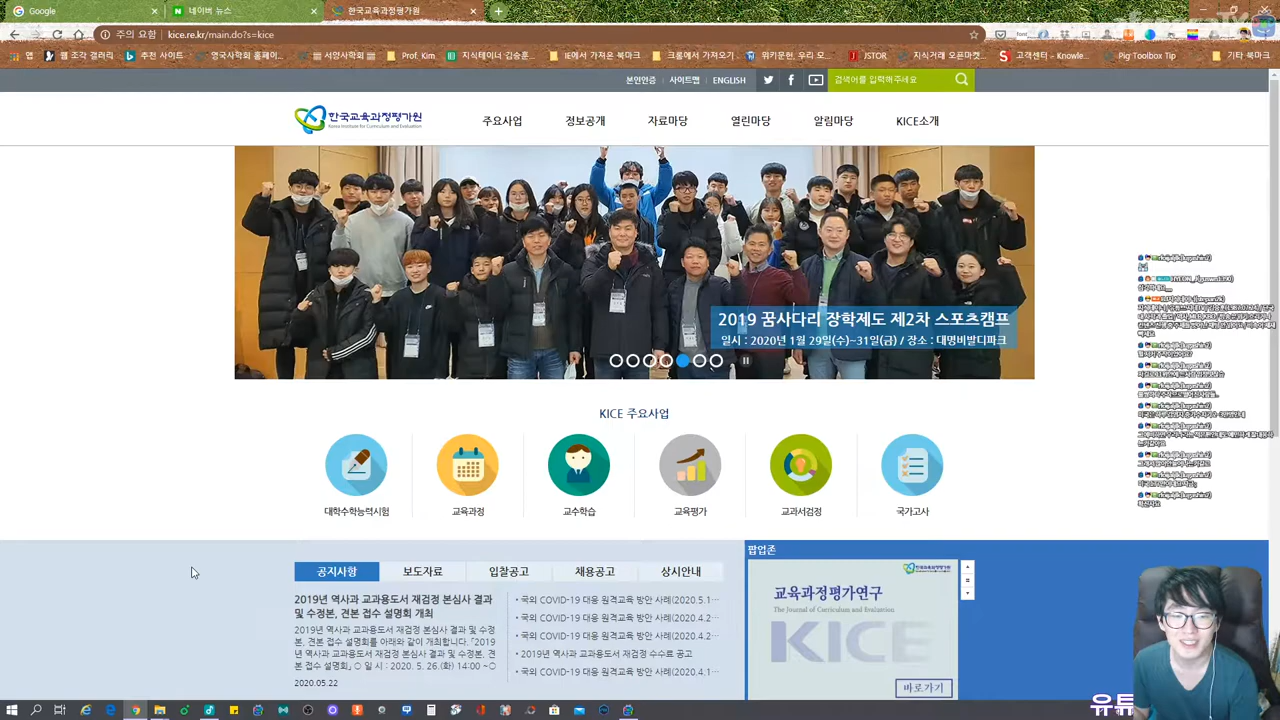 Google
네이버 뉴스
한국교육과정평가원
주의 요함
kice.re.kr/main.do?s=kice
앱
웹 조각 갤러리
추천 사이트
영국사학회 홈페이...
서양사학회
Prof. Kim
지식테이너 김승훈...
IE에서 가져온 북마크
크롬에서 가져오기
위키문헌, 우리 모...
JSTOR
지식거래 오픈마켓...
고객센터 – Knowle...
Pig Toolbox Tip
기타 북마크
본인인증
사이트맵
ENGLISH
검색어를 입력해주세요
한국교육과정평가원
Korea Institute for Curriculum and Evaluation
주요사업
정보공개
자료마당
열린마당
알림마당
KICE소개
2019 꿈사다리 장학제도 제2차 스포츠캠프
일시 : 2020년 1월 29일(수)~31일(금) / 장소 : 대명비발디파크
KICE 주요사업
대학수학능력시험
교육과정
교수학습
교육평가
교과서검정
국가고사
공지사항
보도자료
입찰공고
채용공고
상시안내
2019년 역사과 교과용도서 재검정 본심사 결과
및 수정본, 견본 접수 설명회 개최
2019년 역사과 교과용도서 재검정 본심사 결과 및 수정
본, 견본 접수 설명회를 아래와 같이 개최합니다. 「2019
년 역사과 교과용도서 재검정 본심사 결과 및 수정본, 견
본 접수 설명회」 ○ 일 시 : 2020. 5. 26.(화) 14:00 ~○
2020.05.22
• 국외 COVID-19 대응 원격교육 방안 사례(2020.5.1···
• 국외 COVID-19 대응 원격교육 방안 사례(2020.4.2···
• 국외 COVID-19 대응 원격교육 방안 사례(2020.4.2···
• 2019년 역사과 교과용도서 재검정 수수료 공고
• 국외 COVID-19 대응 원격교육 방안 사례(2020.4.1···
팝업존
한국교육과정평가원
교육과정평가연구
The Journal of Curriculum and Evaluation
KICE
바로가기
유튜